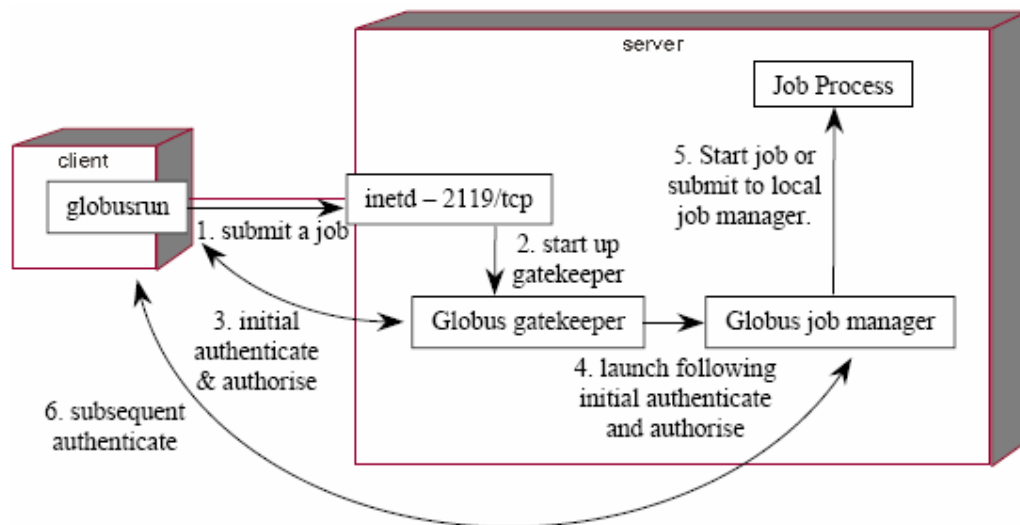 server
Job Process
client
globusrun
inetd – 2119/tcp
1. submit a job
2. start up
gatekeeper
5. Start job or
submit to local
job manager.
Globus gatekeeper
Globus job manager
3. initial
authenticate
& authorise
4. launch following
initial authenticate
and authorise
6. subsequent
authenticate